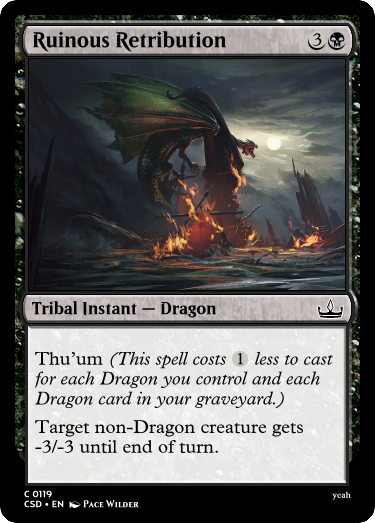 Ruinous Retribution 3
Tribal Instant — Dragon
Thu'um (This spell costs 1 less to cast
for each Dragon you control and each
Dragon card in your graveyard.)
Target non-Dragon creature gets
-3/-3 until end of turn.
C 0119
CSD • EN Pace Wilder
yeah